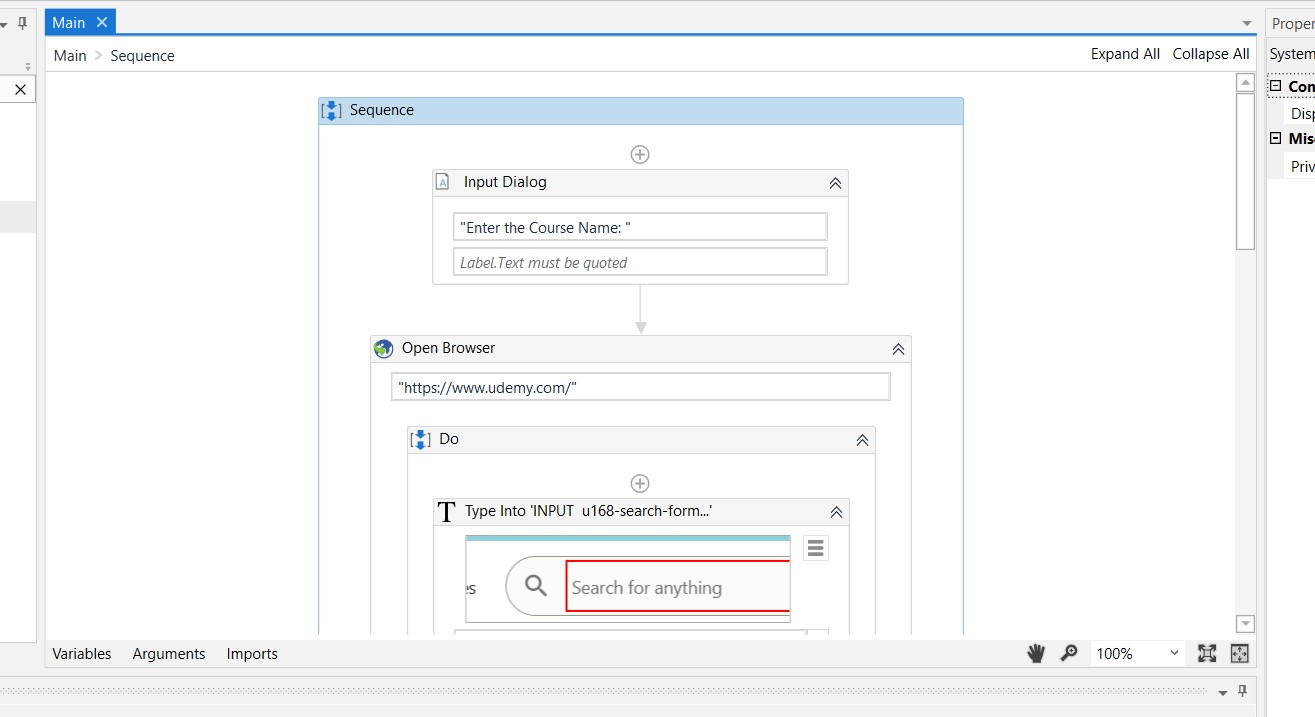 Main
Main > Sequence
Expand All Collapse All
Sequence
Input Dialog
"Enter the Course Name: "
Label.Text must be quoted
Open Browser
"https://www.udemy.com/"
Do
T Type Into 'INPUT u168-search-form...'
es
Search for anything
Variables Arguments Imports
100%
Proper
System
Com
Disp
Mis
Priv